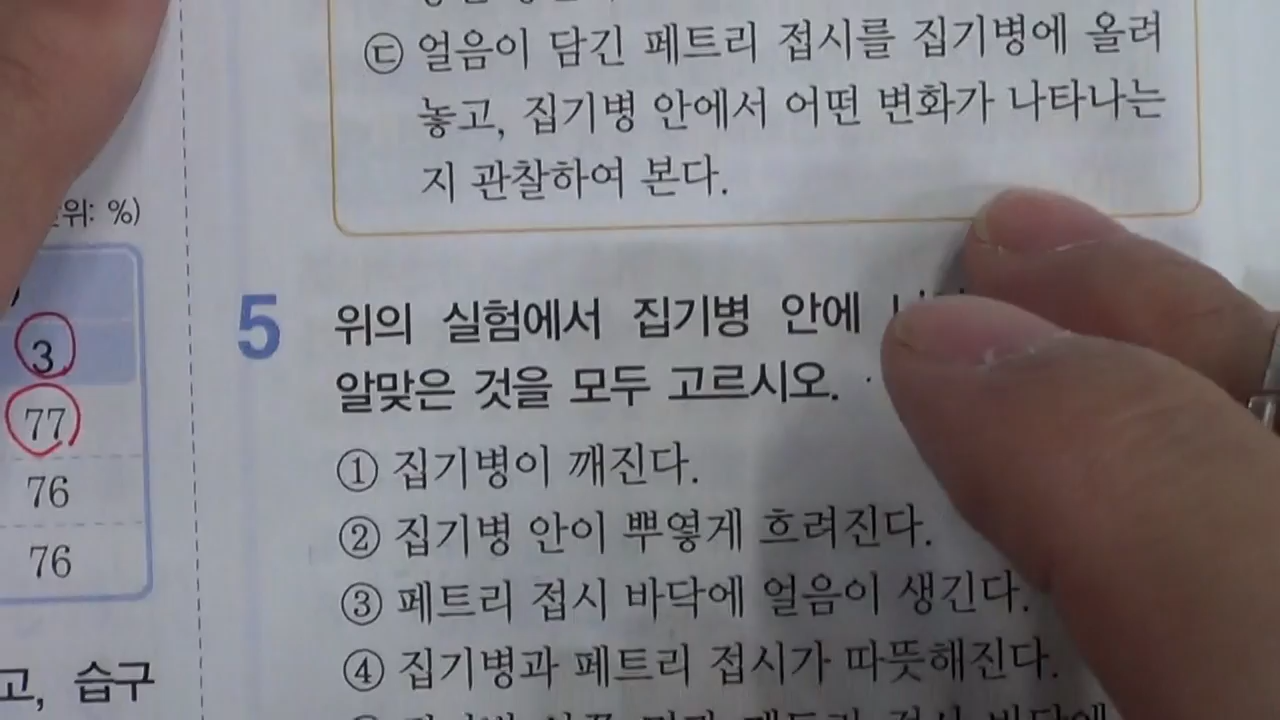 ㉢ 얼음이 담긴 페트리 접시를 집기병에 올려
놓고, 집기병 안에서 어떤 변화가 나타나는
지 관찰하여 본다.
위: %)
3
77
76
76
고, 습구
5 위의 실험에서 집기병 안에
알맞은 것을 모두 고르시오.
① 집기병이 깨진다.
② 집기병 안이 뿌옇게 흐려진다.
③ 페트리 접시 바닥에 얼음이 생긴다.
④ 집기병과 페트리 접시가 따뜻해진다.